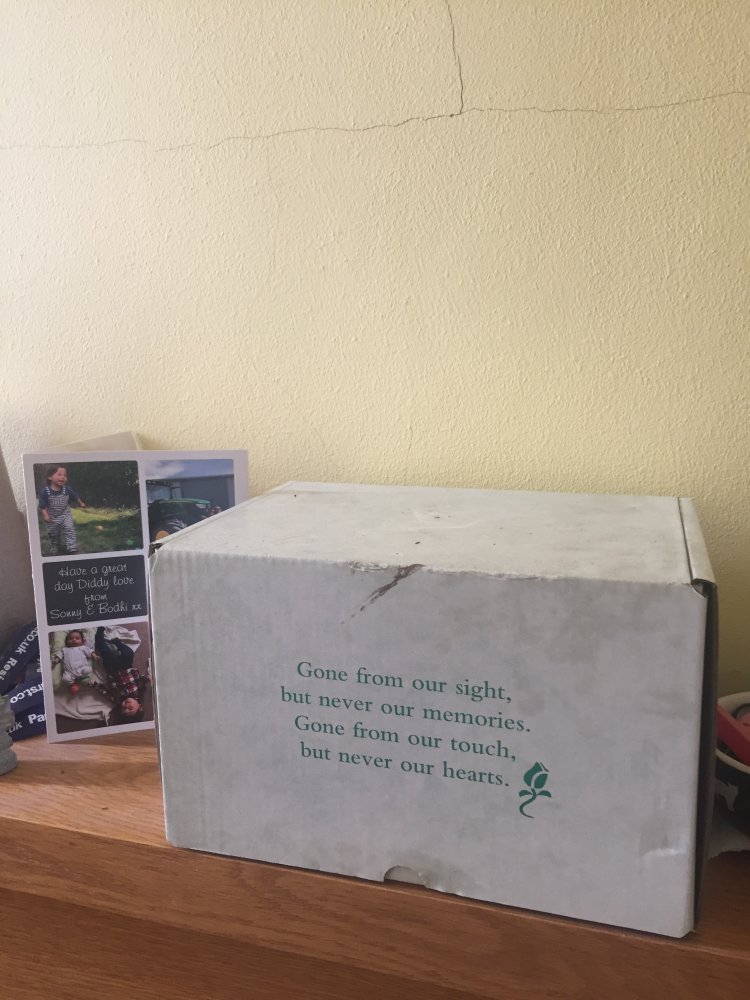 Have a great
day Diddy love
from
Sonny & Bodhi xx
Gone from our sight,
but never our memories.
Gone from our touch,
but never our hearts.